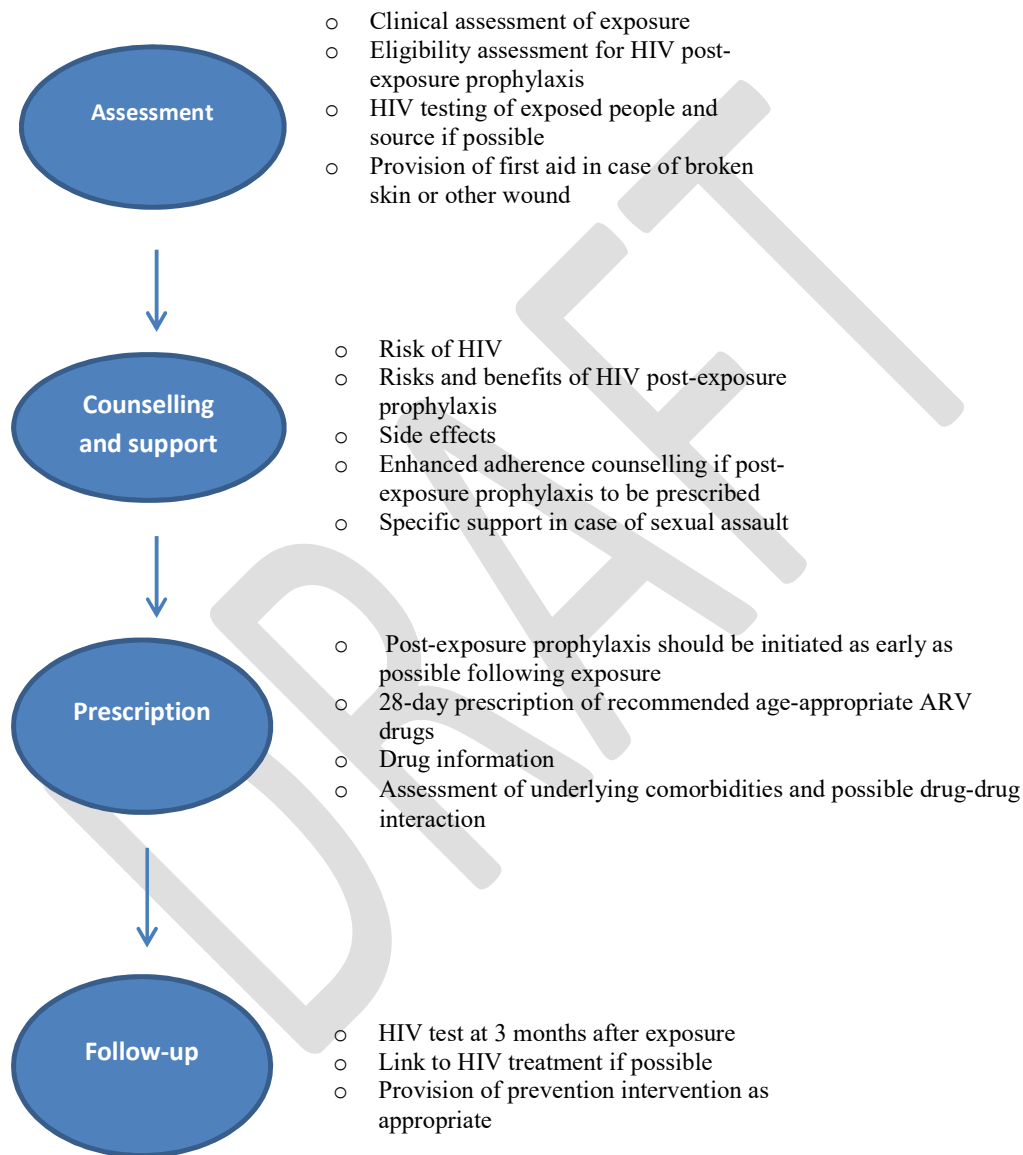 Assessment
o Clinical assessment of exposure
o Eligibility assessment for HIV post-
exposure prophylaxis
o HIV testing of exposed people and
source if possible
o Provision of first aid in case of broken
skin or other wound
Counselling
and support
o Risk of HIV
o Risks and benefits of HIV post-exposure
prophylaxis
o Side effects
o Enhanced adherence counselling if post-
exposure prophylaxis to be prescribed
o Specific support in case of sexual assault
Prescription
o Post-exposure prophylaxis should be initiated as early as
possible following exposure
o 28-day prescription of recommended age-appropriate ARV
drugs
o Drug information
o Assessment of underlying comorbidities and possible drug-drug
interaction
Follow-up
o HIV test at 3 months after exposure
o Link to HIV treatment if possible
o Provision of prevention intervention as
appropriate
DRAFT